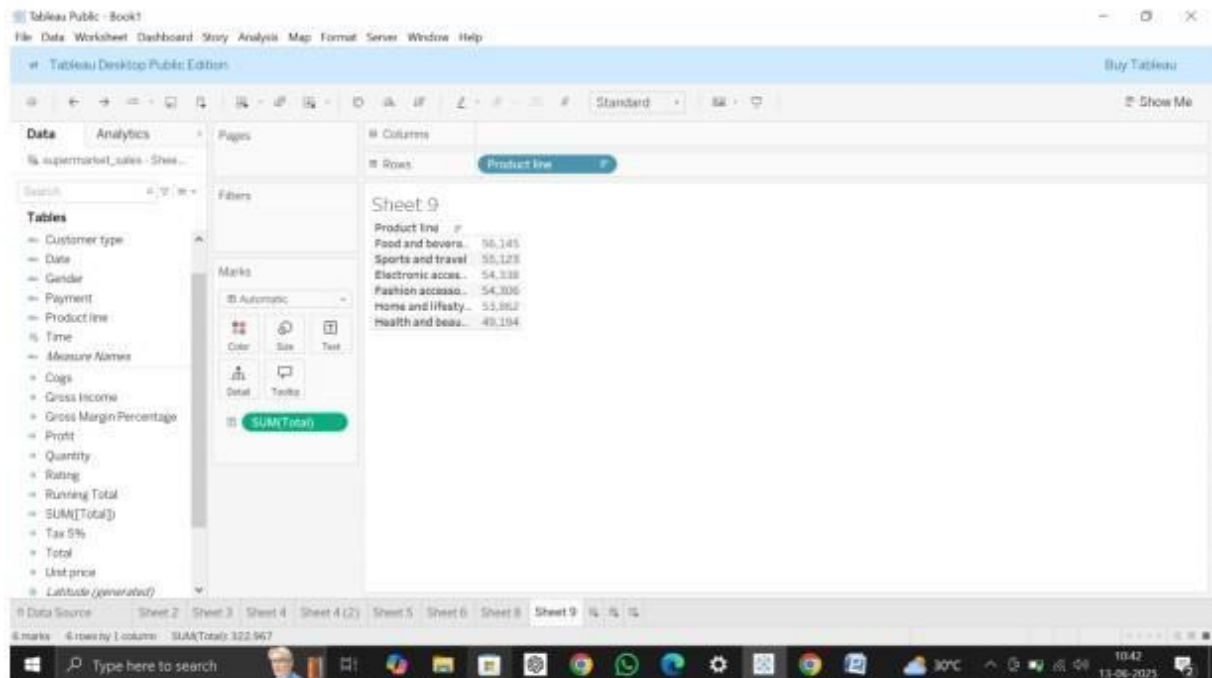 Tableau Public - Book1
File Data Worksheet Dashboard Story Analysis Map Format Server Window Help
Tableau Desktop Public Edition Buy Tableau
Standard Show Me
Data Analytics Pages Columns
supermarket_sales - Shee... Rows Product line
Search Filters
Sheet 9
Tables
Product line
Customer type Food and bevera.. 56,145
Date Sports and travel 55,123
Gender Marks Electronic acces.. 54,338
Payment Automatic Fashion accesso.. 54,306
Product line Home and lifesty.. 53,862
Time Color Size Text Health and beau.. 49,194
Measure Names
Cogs Detail Tooltip
Gross Income
Gross Margin Percentage SUM(Total)
Profit
Quantity
Rating
Running Total
SUM([Total])
Tax 5%
Total
Unit price
Latitude (generated)
Data Source Sheet 2 Sheet 3 Sheet 4 Sheet 4 (2) Sheet 5 Sheet 6 Sheet 8 Sheet 9
6 marks 6 rows by 1 column SUM(Total): 322,967
Type here to search 30°C 10:42
13-06-2025